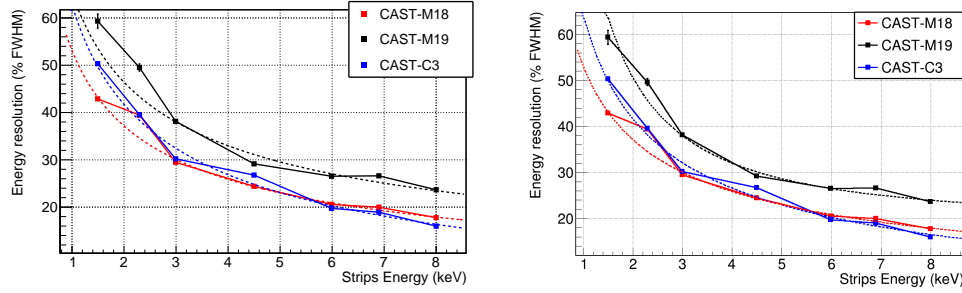 Energy resolution (% FWHM)
60
50
40
30
20
CAST-M18
CAST-M19
CAST-C3
1 2 3 4 5 6 7 8
Strips Energy (keV)
Energy resolution (% FWHM)
60
50
40
30
20
CAST-M18
CAST-M19
CAST-C3
1 2 3 4 5 6 7 8
Strips Energy (keV)